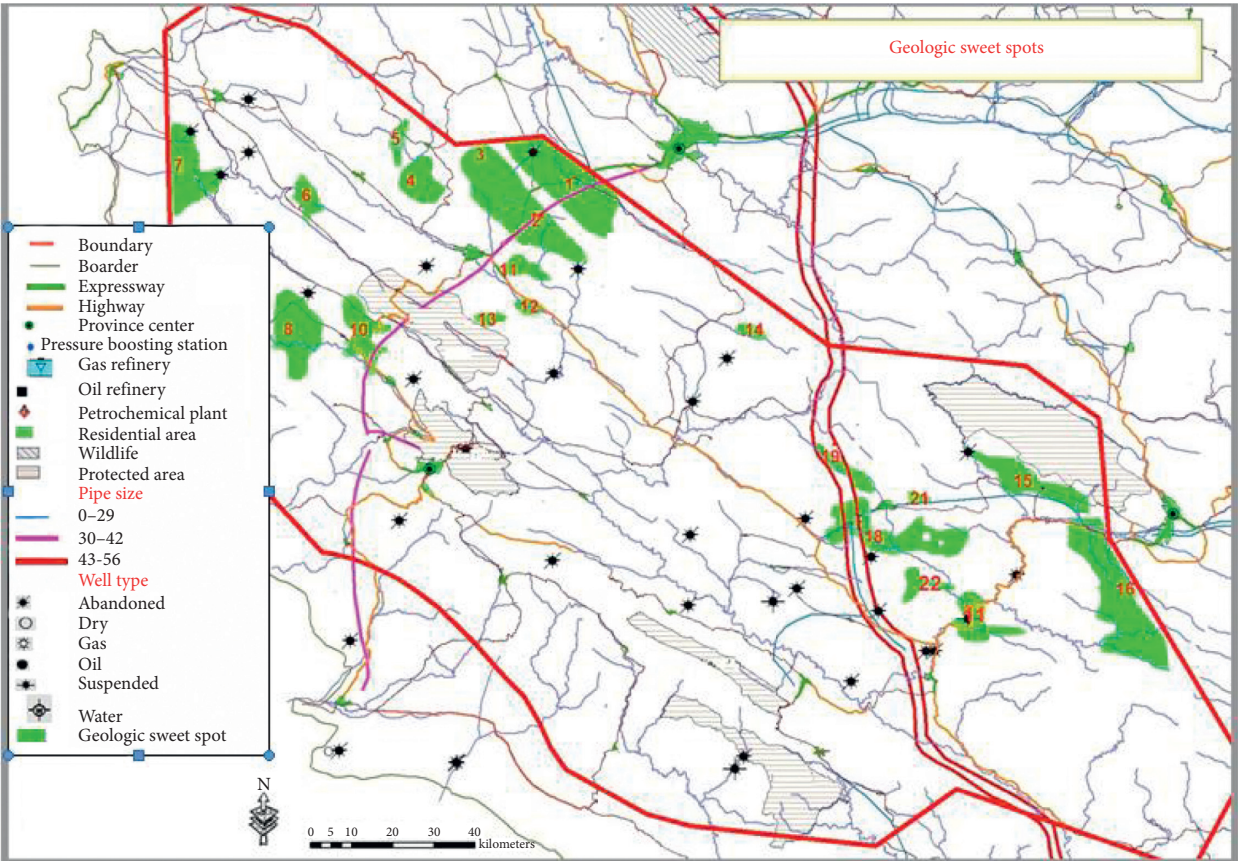 Geologic sweet spots
5
3
7
4
1
6
2
11
12
8
10
13
14
19
15
21
18
22
16
11
Boundary
Boarder
Expressway
Highway
Province center
Pressure boosting station
Gas refinery
Oil refinery
Petrochemical plant
Residential area
Wildlife
Protected area
Pipe size
0–29
30–42
43-56
Well type
Abandoned
Dry
Gas
Oil
Suspended
Water
Geologic sweet spot
N
0 5 10 20 30 40
kilometers